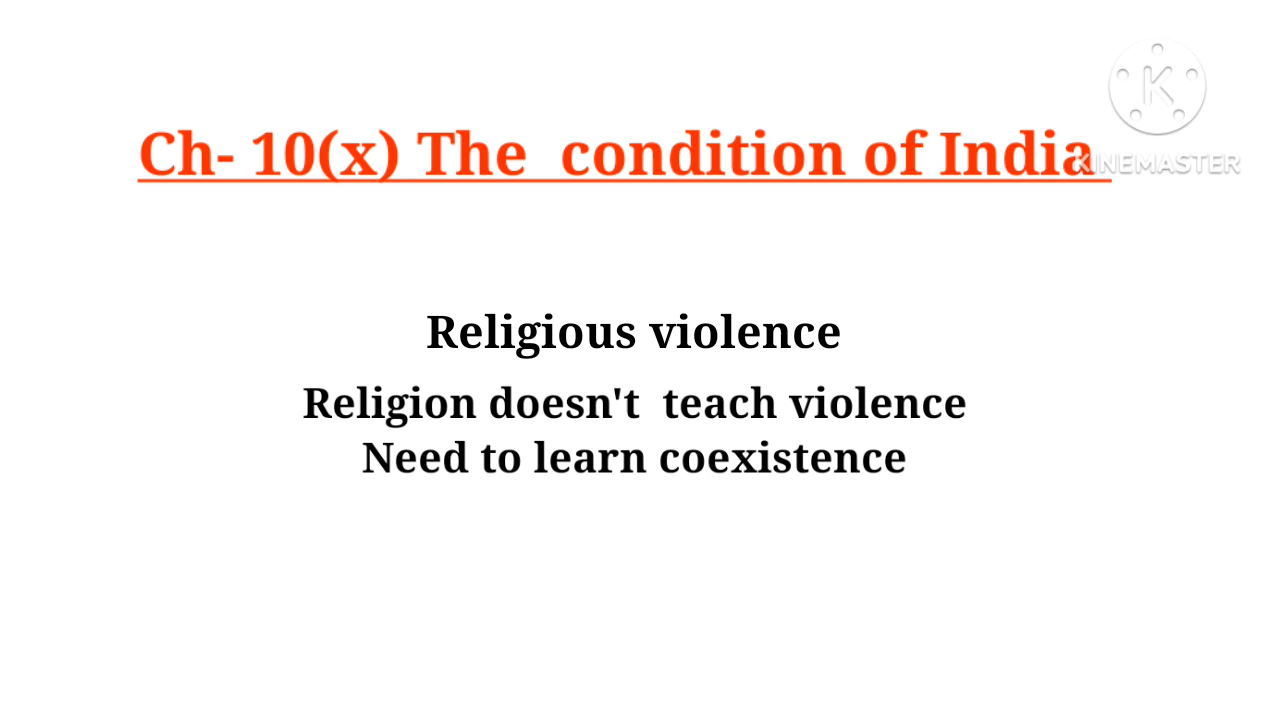 Ch- 10(x) The  condition of India
KINEMASTER
Religious violence
Religion doesn't  teach violence
Need to learn coexistence